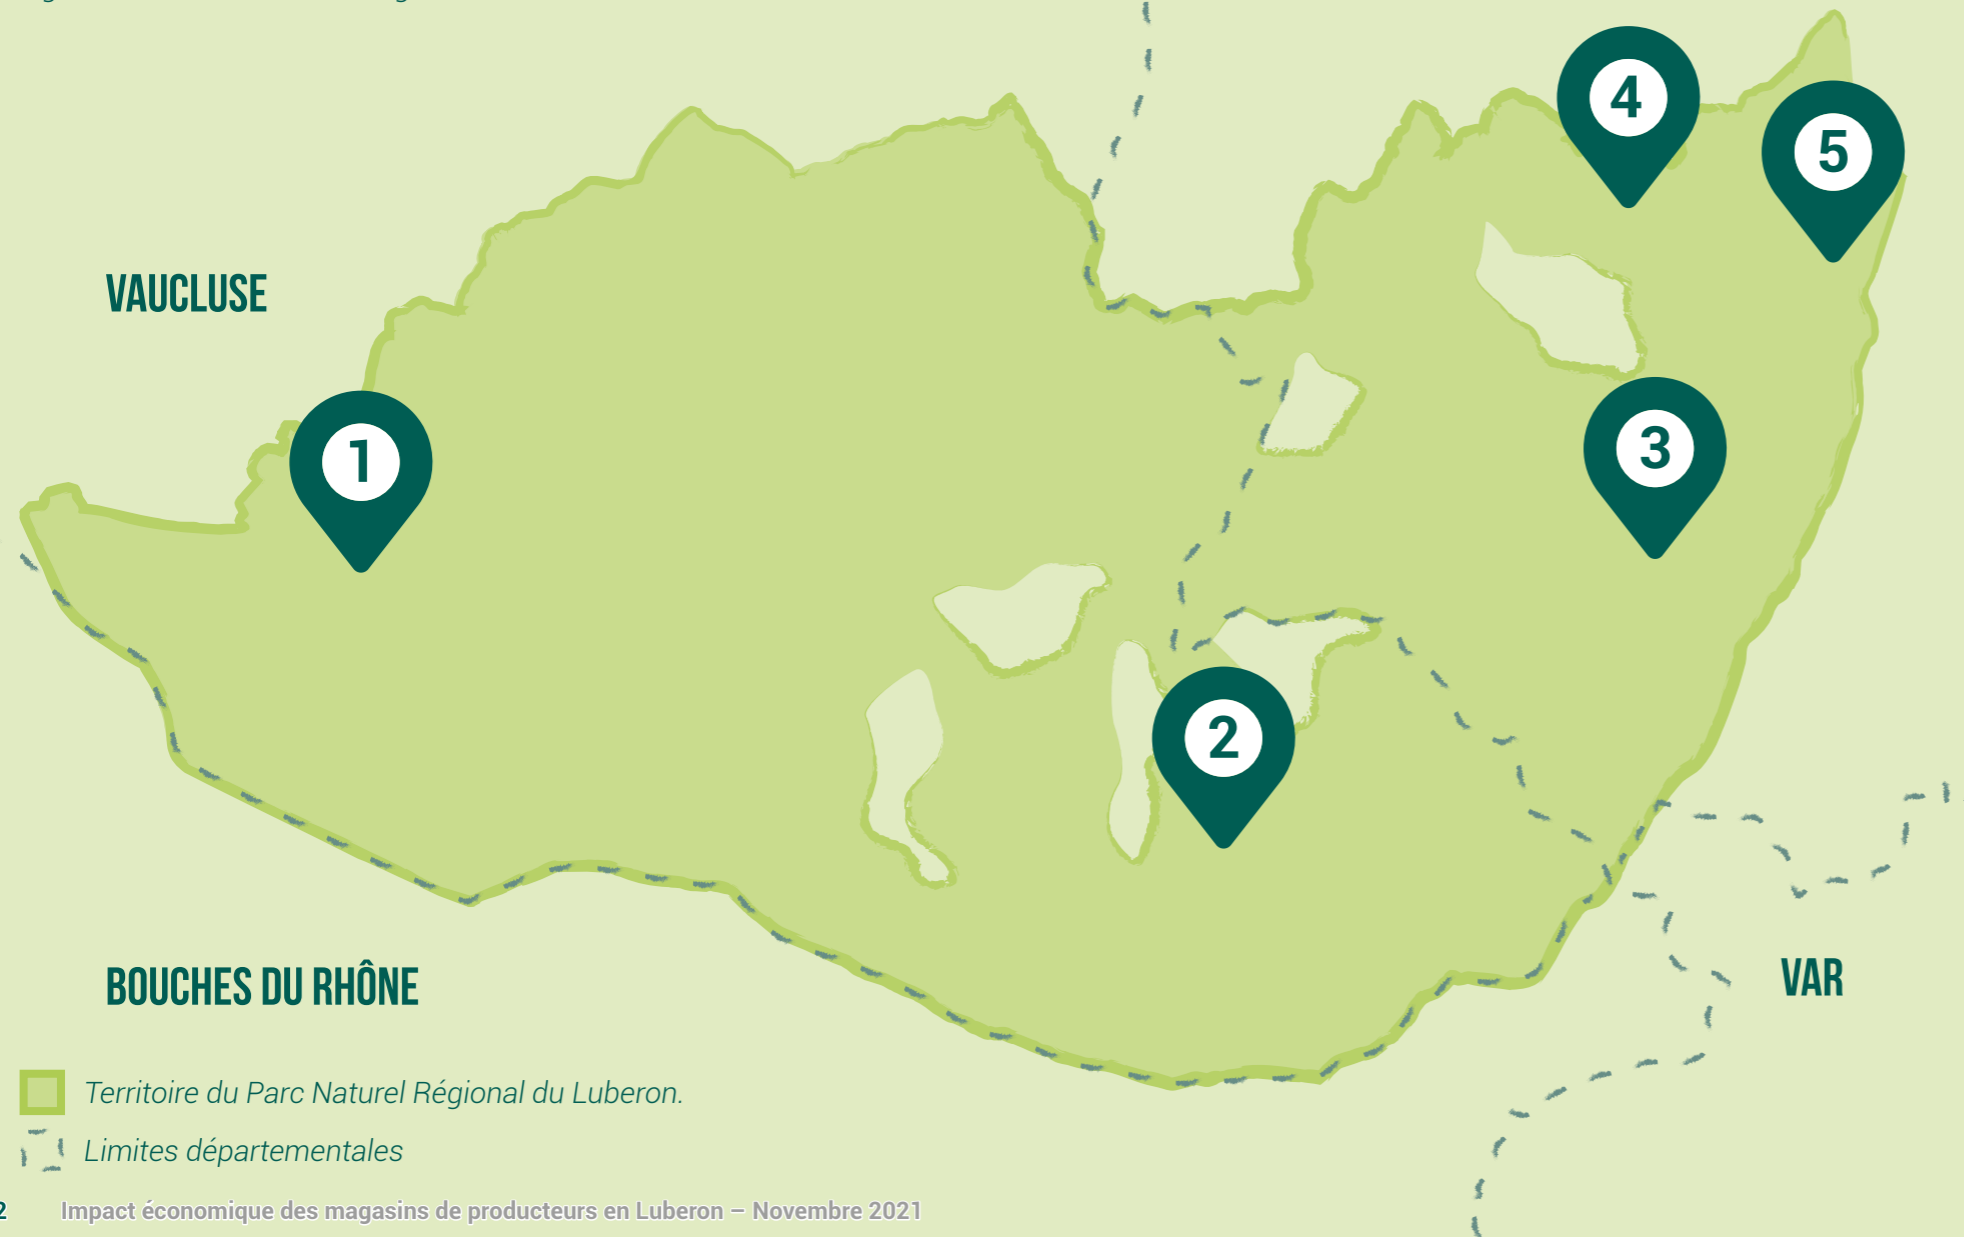 4
5
VAUCLUSE
1
3
2
BOUCHES DU RHÔNE
VAR
Territoire du Parc Naturel Régional du Luberon.
Limites départementales
2 Impact économique des magasins de producteurs en Luberon – Novembre 2021